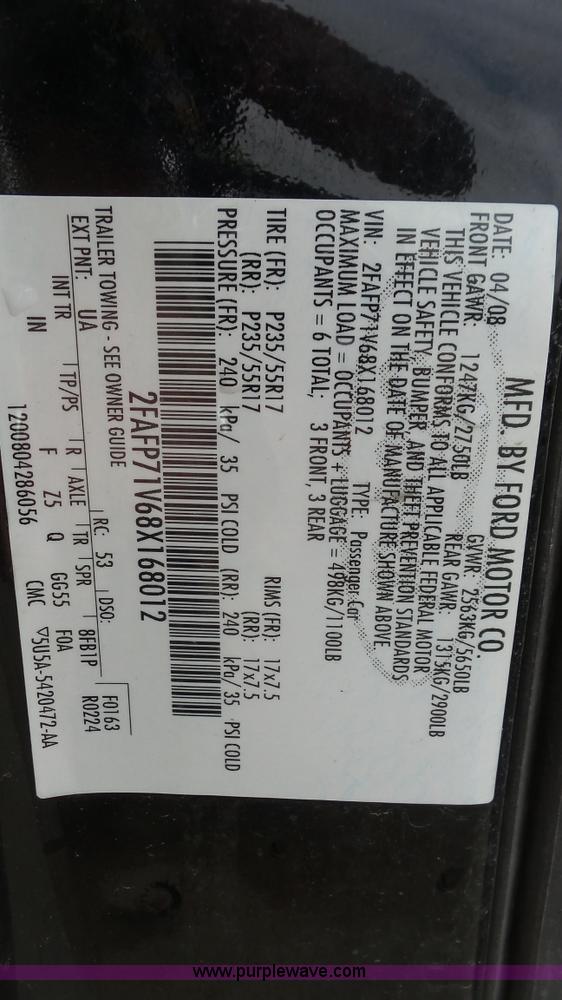 MFD. BY FORD MOTOR CO.
DATE: 04/08 GVWR: 2563KG/5650LB
FRONT GAWR: 1247KG/2750LB REAR GAWR: 1315KG/2900LB
THIS VEHICLE CONFORMS TO ALL APPLICABLE FEDERAL MOTOR
VEHICLE SAFETY, BUMPER, AND THEFT PREVENTION STANDARDS
IN EFFECT ON THE DATE OF MANUFACTURE SHOWN ABOVE.
VIN: 2FAFP71V68X168012 TYPE: Passenger Car
MAXIMUM LOAD = OCCUPANTS + LUGGAGE = 498KG/1100LB
OCCUPANTS = 6 TOTAL, 3 FRONT, 3 REAR
TIRE (FR): P235/55R17 RIMS (FR): 17x7.5
(RR): P235/55R17 (RR): 17x7.5
PRESSURE (FR): 240 kPa/ 35 PSI COLD (RR): 240 kPa/ 35 PSI COLD
2FAFP71V68X168012
TRAILER TOWING - SEE OWNER GUIDE
EXT PNT: UA RC: 53 DSO: F0163
8FB1P R0224
INT TR TP/PS R AXLE TR SPR
IN F Z5 Q GG55 FOA
1200804286056 CMC ▽5U5A-5420472-AA
www.purplewave.com